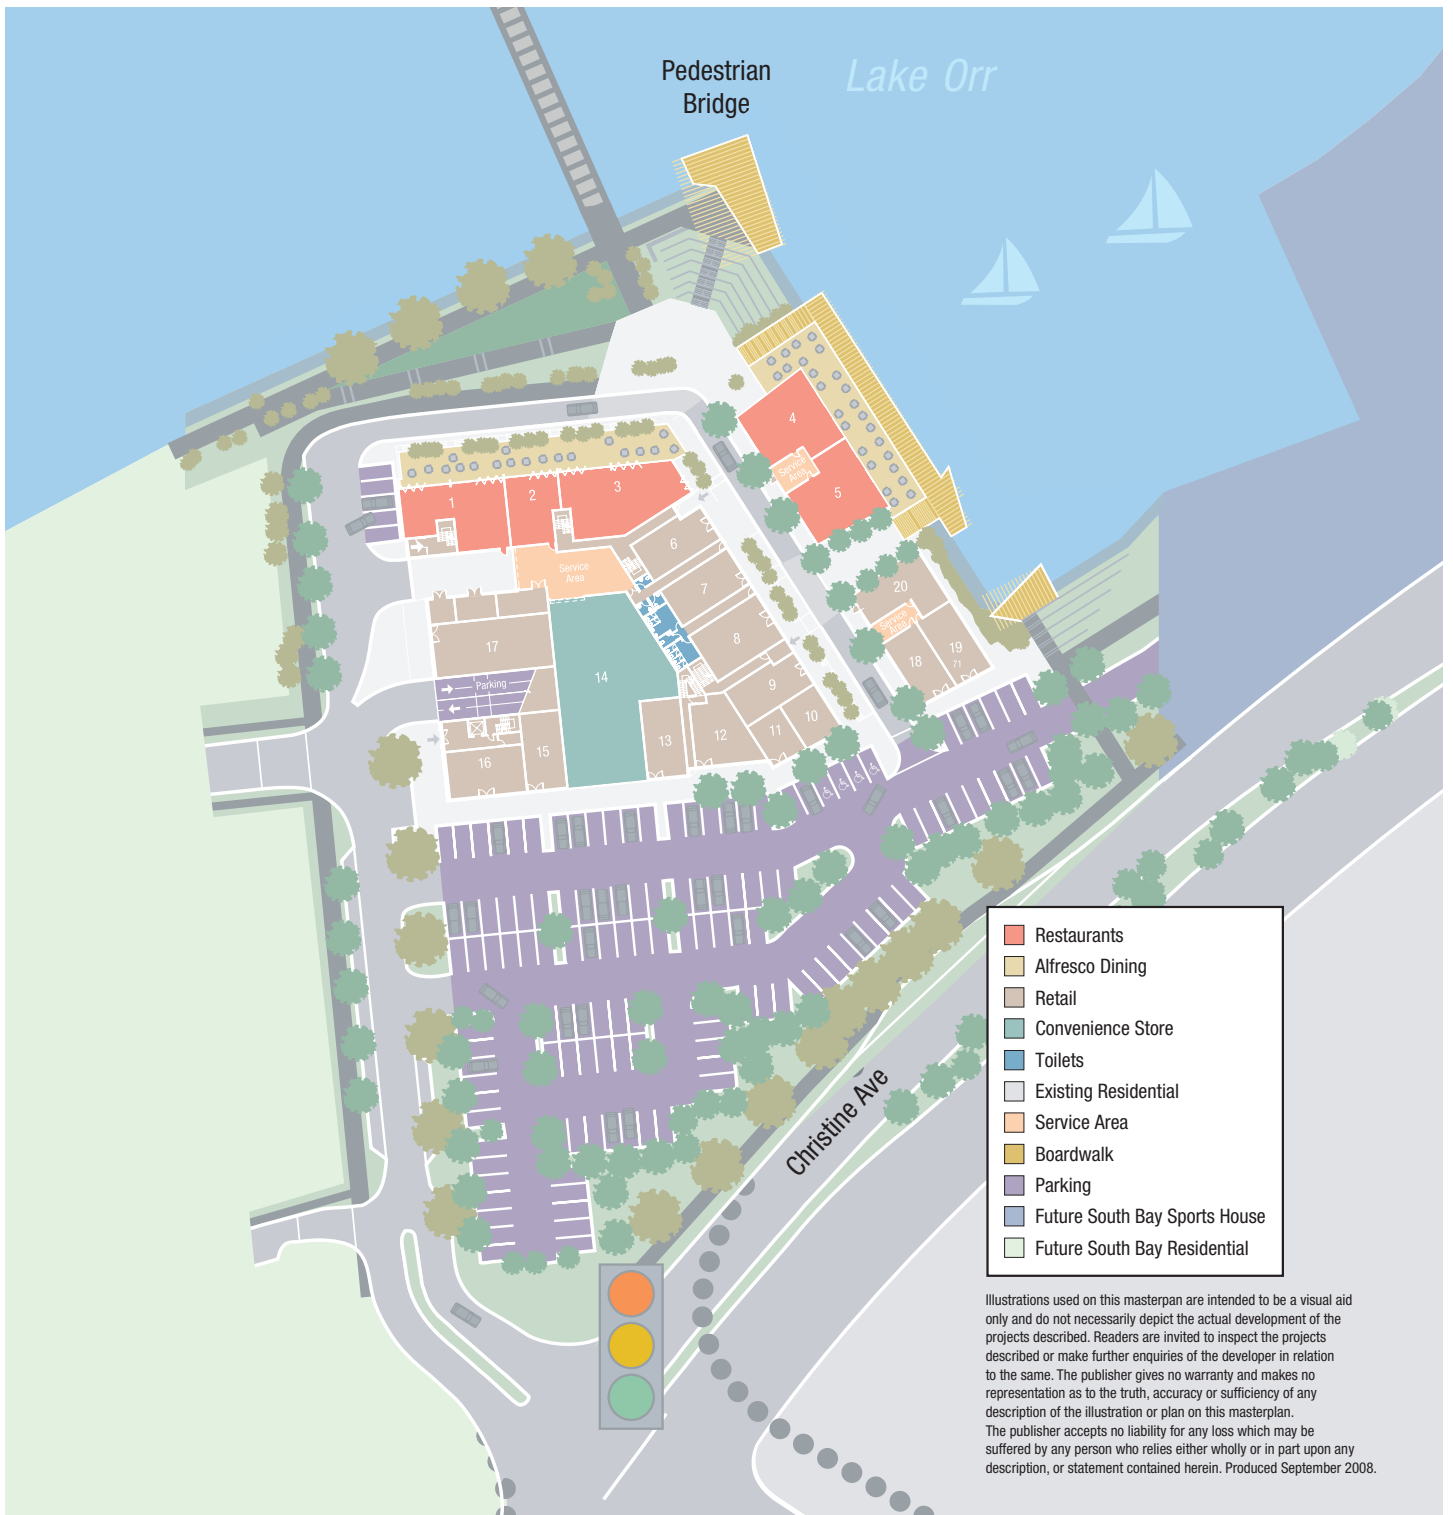 Pedestrian
Bridge
Lake Orr
1
2
3
4
Service
Area
5
6
7
8
9
10
11
12
13
14
15
16
17
Service
Area
Parking
20
Service
Area
18
19
71
Christine Ave
Restaurants
Alfresco Dining
Retail
Convenience Store
Toilets
Existing Residential
Service Area
Boardwalk
Parking
Future South Bay Sports House
Future South Bay Residential
Illustrations used on this masterpan are intended to be a visual aid
only and do not necessarily depict the actual development of the
projects described. Readers are invited to inspect the projects
described or make further enquiries of the developer in relation
to the same. The publisher gives no warranty and makes no
representation as to the truth, accuracy or sufficiency of any
description of the illustration or plan on this masterplan.
The publisher accepts no liability for any loss which may be
suffered by any person who relies either wholly or in part upon any
description, or statement contained herein. Produced September 2008.